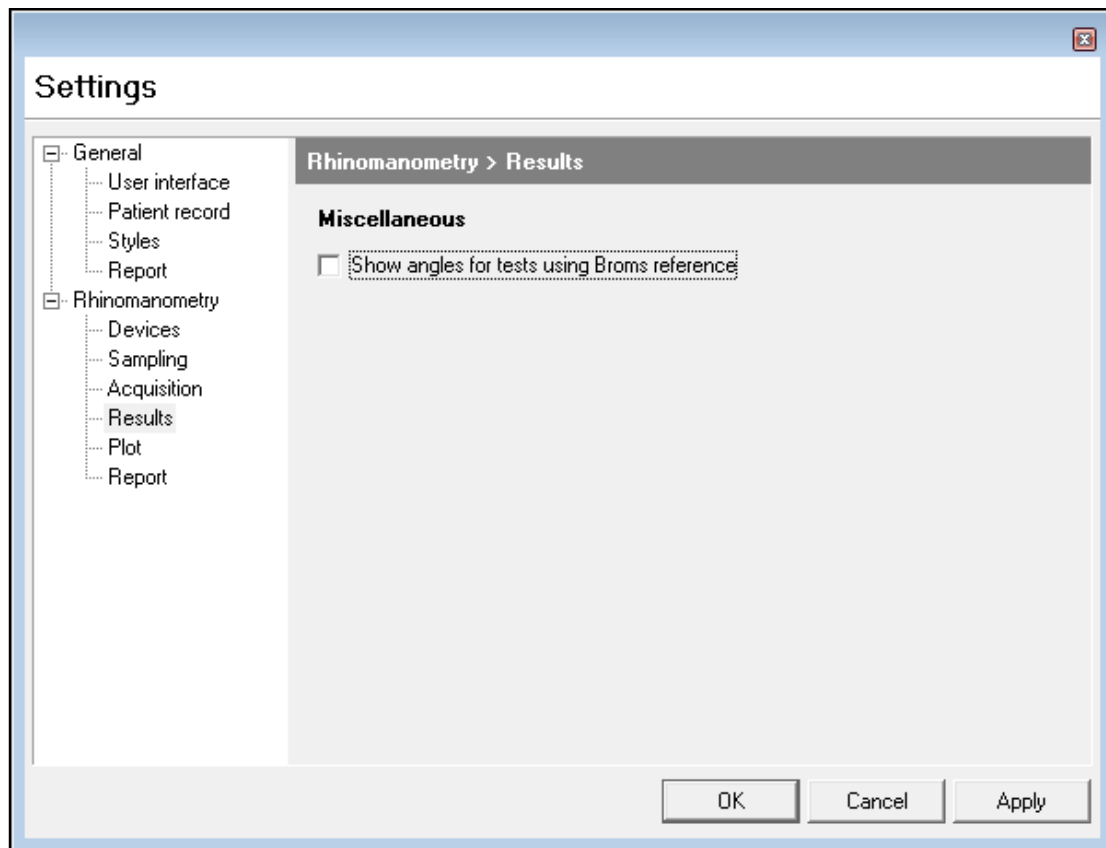 Settings
General
User interface
Patient record
Styles
Report
Rhinomanometry
Devices
Sampling
Acquisition
Results
Plot
Report
Rhinomanometry > Results
Miscellaneous
Show angles for tests using Broms reference
OK
Cancel
Apply